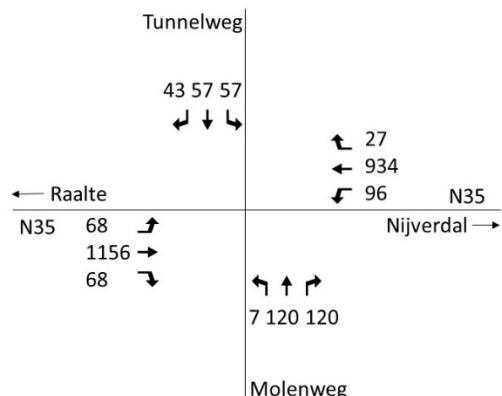 Tunnelweg
43 57 57
27
934
96
← Raalte
N35
N35
68
1156
68
Nijverdal →
7 120 120
Molenweg